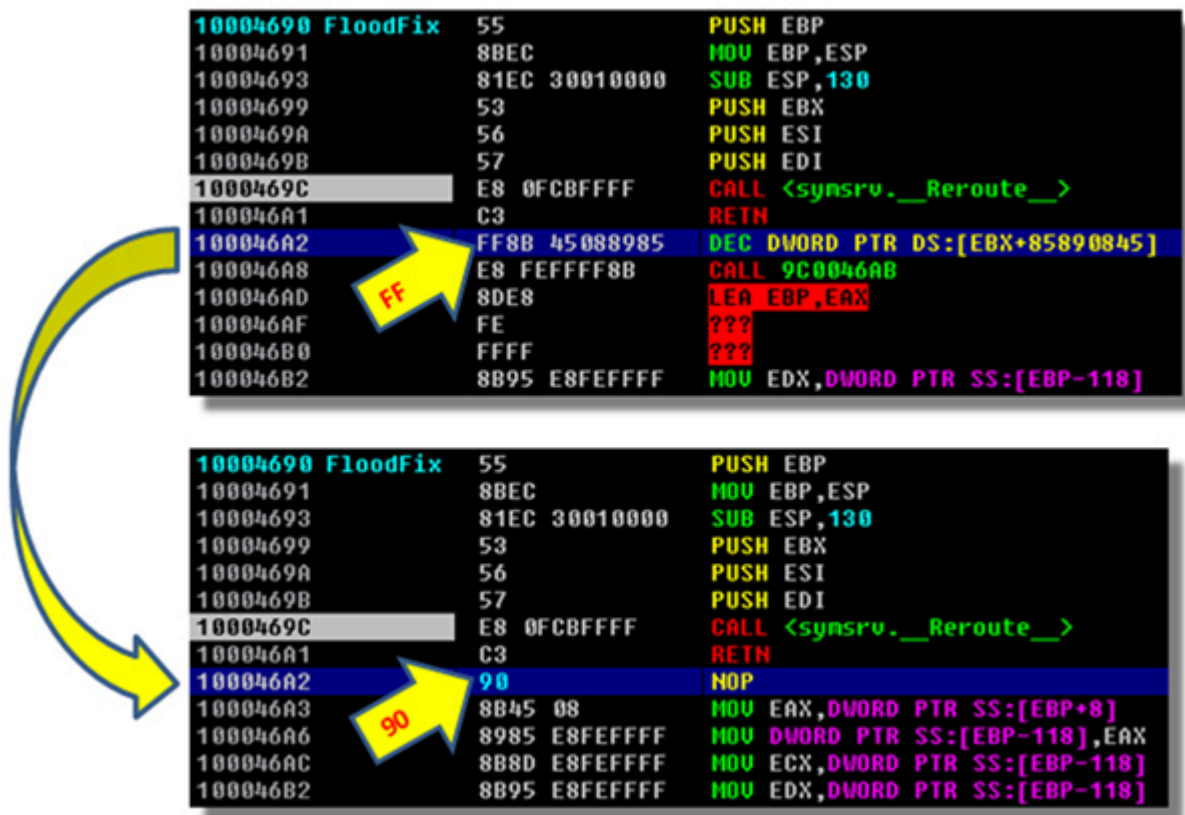 10004690 FloodFix 55 PUSH EBP
10004691 8BEC MOV EBP,ESP
10004693 81EC 30010000 SUB ESP,130
10004699 53 PUSH EBX
1000469A 56 PUSH ESI
1000469B 57 PUSH EDI
1000469C E8 0FCBFFFF CALL <symsrv.__Reroute__>
100046A1 C3 RETN
100046A2 FF8B 45088985 DEC DWORD PTR DS:[EBX+85890845]
100046A8 E8 FEFFFF8B CALL 9C0046AB
FF
100046AD 8DE8 LEA EBP,EAX
100046AF FE ???
100046B0 FFFF ???
100046B2 8B95 E8FEFFFF MOV EDX,DWORD PTR SS:[EBP-118]
10004690 FloodFix 55 PUSH EBP
10004691 8BEC MOV EBP,ESP
10004693 81EC 30010000 SUB ESP,130
10004699 53 PUSH EBX
1000469A 56 PUSH ESI
1000469B 57 PUSH EDI
1000469C E8 0FCBFFFF CALL <symsrv.__Reroute__>
100046A1 C3 RETN
100046A2 90 NOP
100046A3 8B45 08 MOV EAX,DWORD PTR SS:[EBP+8]
90
100046A6 8985 E8FEFFFF MOV DWORD PTR SS:[EBP-118],EAX
100046AC 8B8D E8FEFFFF MOV ECX,DWORD PTR SS:[EBP-118]
100046B2 8B95 E8FEFFFF MOV EDX,DWORD PTR SS:[EBP-118]